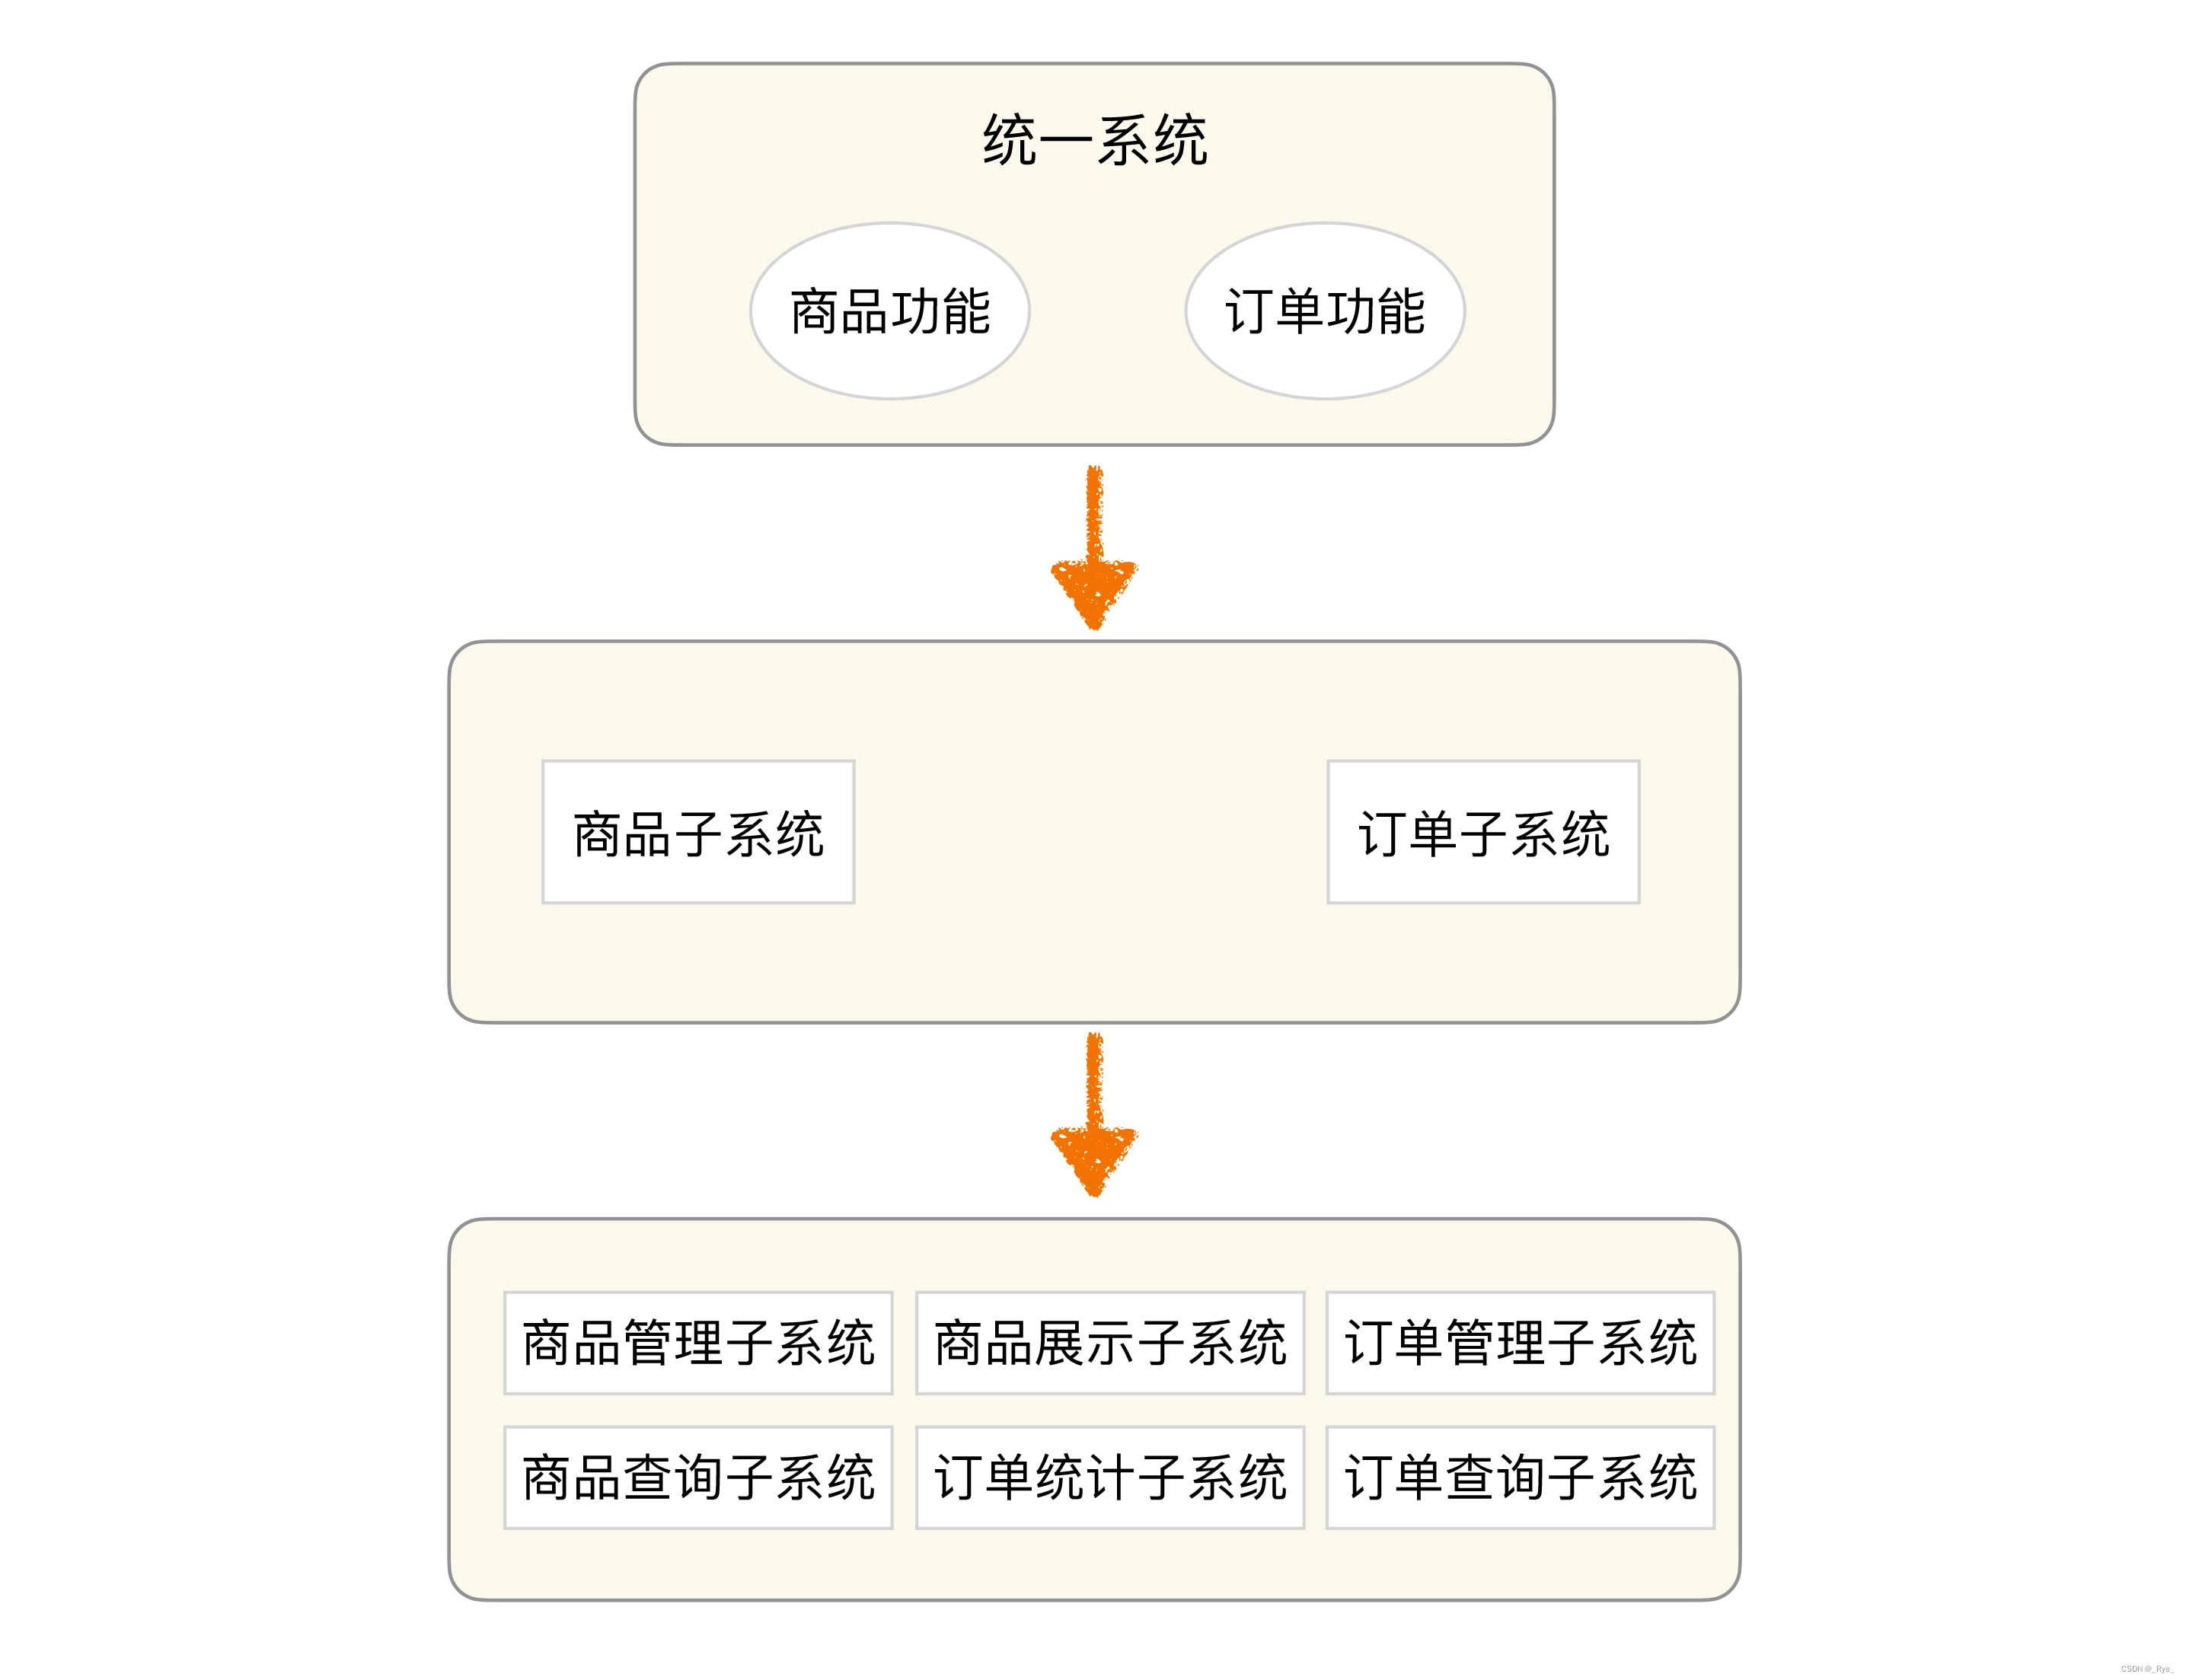 统一系统
商品功能
订单功能
商品子系统
订单子系统
商品管理子系统
商品展示子系统
订单管理子系统
商品查询子系统
订单统计子系统
订单查询子系统
CSDN @_Ryo_